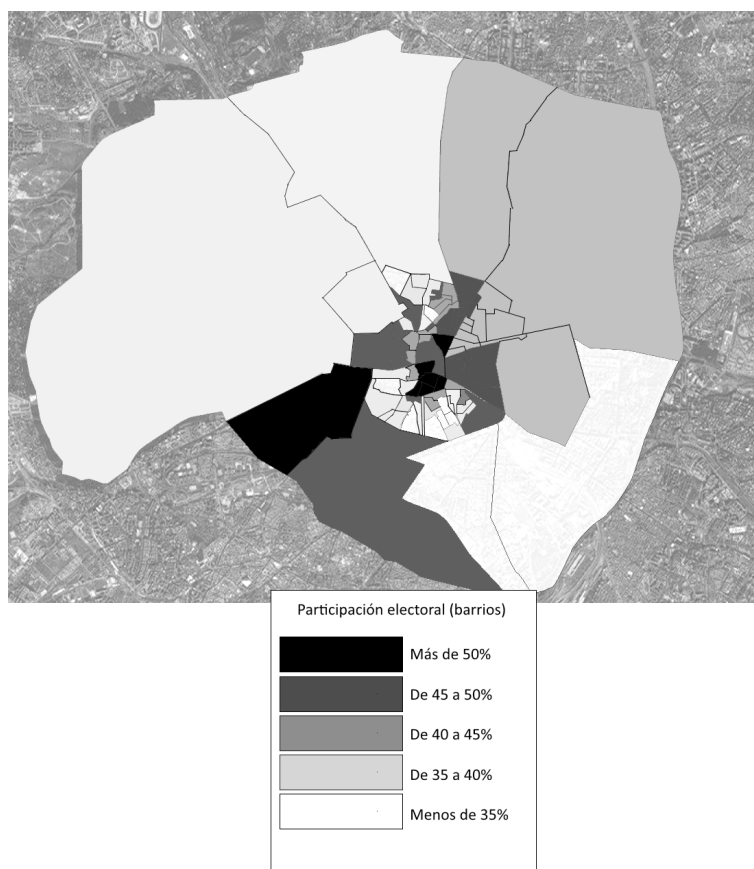 Participación electoral (barrios)
Más de 50%
De 45 a 50%
De 40 a 45%
De 35 a 40%
Menos de 35%